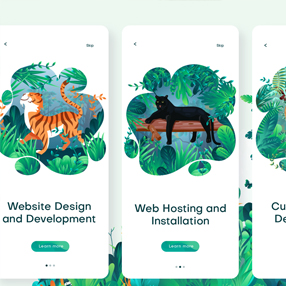 Skip
Website Design
and Development
Learn more
Skip
Web Hosting and
Installation
Learn more
Cu
De